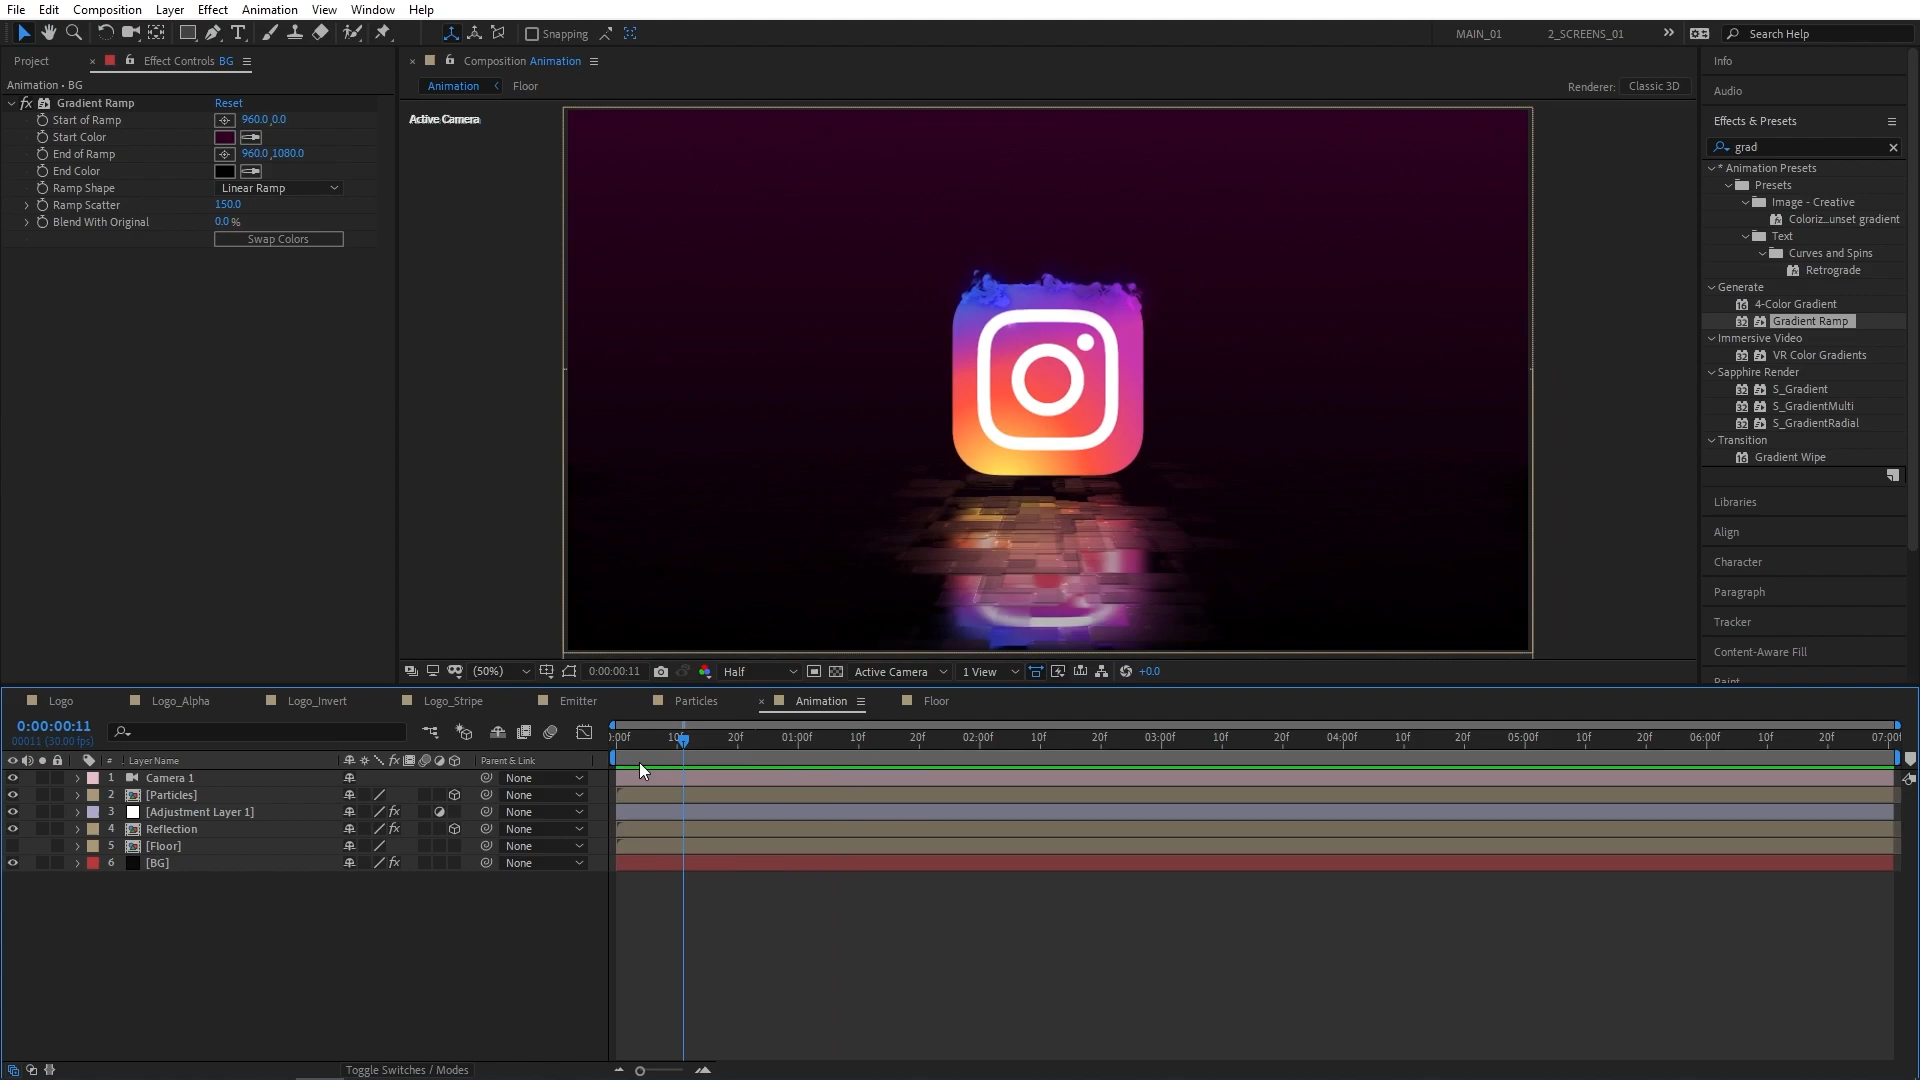 File Edit Composition Layer Effect Animation View Window Help
Snapping MAIN_01 2_SCREENS_01 Search Help
Project Effect Controls BG
Composition Animation
Info
Animation • BG
Animation Floor
Renderer: Classic 3D
Audio
fx Gradient Ramp Reset
Start of Ramp 960.0,0.0
Start Color
End of Ramp 960.0,1080.0
End Color
Ramp Shape Linear Ramp
Ramp Scatter 150.0
Blend With Original 0.0 %
Swap Colors
Active Camera
Effects & Presets
grad
* Animation Presets
Presets
Image - Creative
Coloriz...unset gradient
Text
Curves and Spins
Retrograde
Generate
4-Color Gradient
Gradient Ramp
Immersive Video
VR Color Gradients
Sapphire Render
S_Gradient
S_GradientMulti
S_GradientRadial
Transition
Gradient Wipe
Libraries
Align
Character
Paragraph
Tracker
Content-Aware Fill
Paint
(50%) 0:00:00:11 Half Active Camera 1 View +0.0
Logo Logo_Alpha Logo_Invert Logo_Stripe Emitter Particles Animation Floor
0:00:00:11
00011 (30.00 fps)
):00f 10f 20f 01:00f 10f 20f 02:00f 10f 20f 03:00f 10f 20f 04:00f 10f 20f 05:00f 10f 20f 06:00f 10f 20f 07:00f
# Layer Name fx Parent & Link
1 Camera 1 None
2 [Particles] None
3 [Adjustment Layer 1] fx None
4 Reflection fx None
5 [Floor] None
6 [BG] fx None
Toggle Switches / Modes